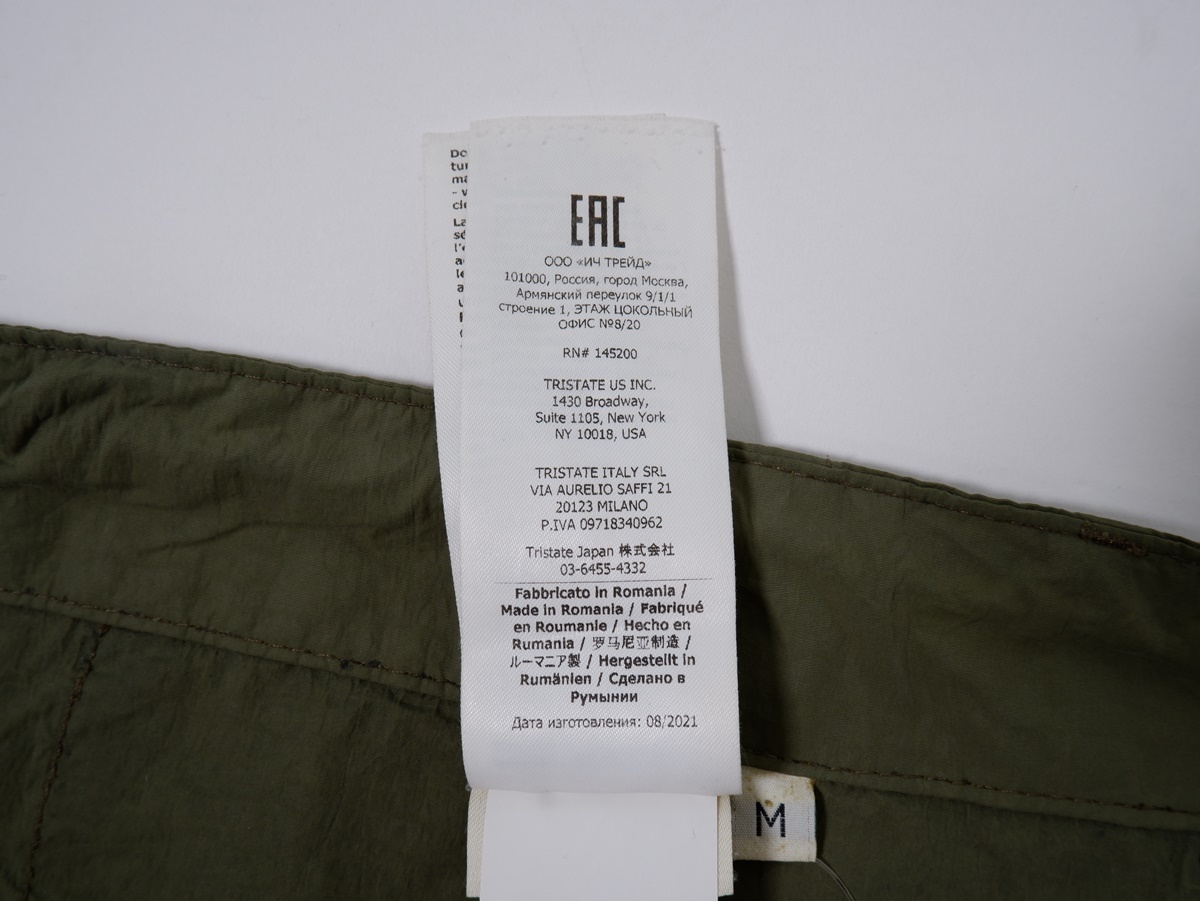 EAC
ООО «ИЧ ТРЕЙД»
101000, Россия, город Москва,
Армянский переулок 9/1/1
строение 1, ЭТАЖ ЦОКОЛЬНЫЙ
ОФИС №8/20
RN# 145200
TRISTATE US INC.
1430 Broadway,
Suite 1105, New York
NY 10018, USA
TRISTATE ITALY SRL
VIA AURELIO SAFFI 21
20123 MILANO
P.IVA 09718340962
Tristate Japan 株式会社
03-6455-4332
Fabbricato in Romania /
Made in Romania / Fabriqué
en Roumanie / Hecho en
Rumania / 罗马尼亚制造 /
ルーマニア製 / Hergestellt in
Rumänien / Сделано в
Румынии
Дата изготовления: 08/2021
M